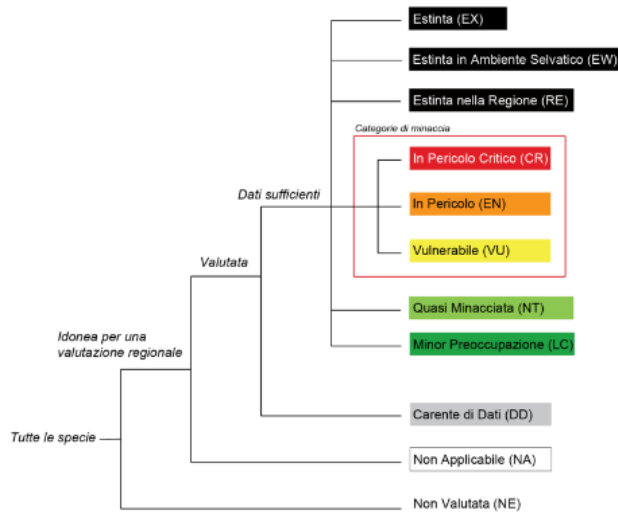 Estinta (EX)
Estinta in Ambiente Selvatico (EW)
Estinta nella Regione (RE)
Categorie di minaccia
In Pericolo Critico (CR)
Dati sufficienti
In Pericolo (EN)
Vulnerabile (VU)
Valutata
Quasi Minacciata (NT)
Idonea per una
valutazione regionale
Minor Preoccupazione (LC)
Carente di Dati (DD)
Tutte le specie
Non Applicabile (NA)
Non Valutata (NE)